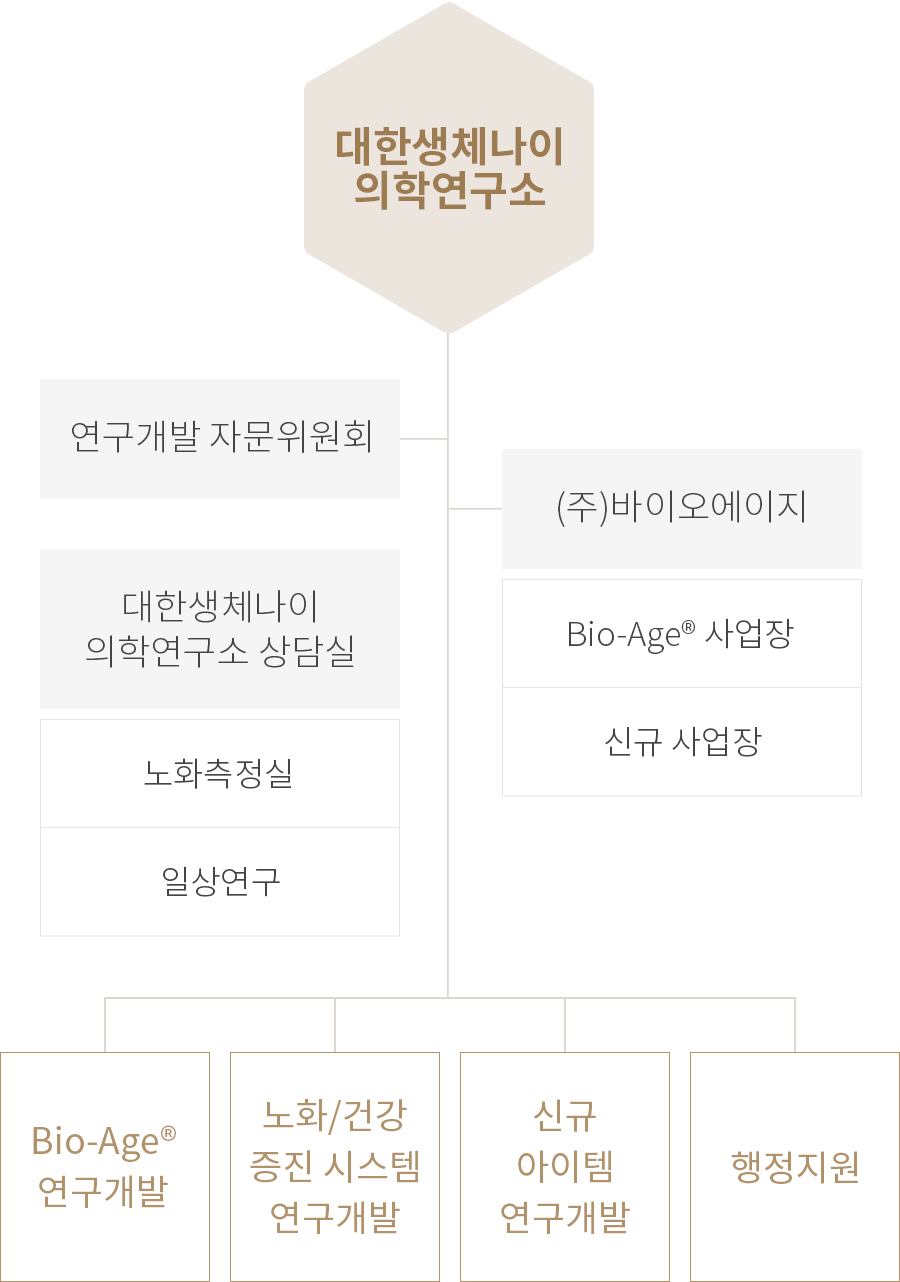 대한생체나이
의학연구소
연구개발 자문위원회
(주)바이오에이지
대한생체나이
의학연구소 상담실
Bio-Age® 사업장
신규 사업장
노화측정실
일상연구
Bio-Age®
연구개발
노화/건강
증진 시스템
연구개발
신규
아이템
연구개발
행정지원